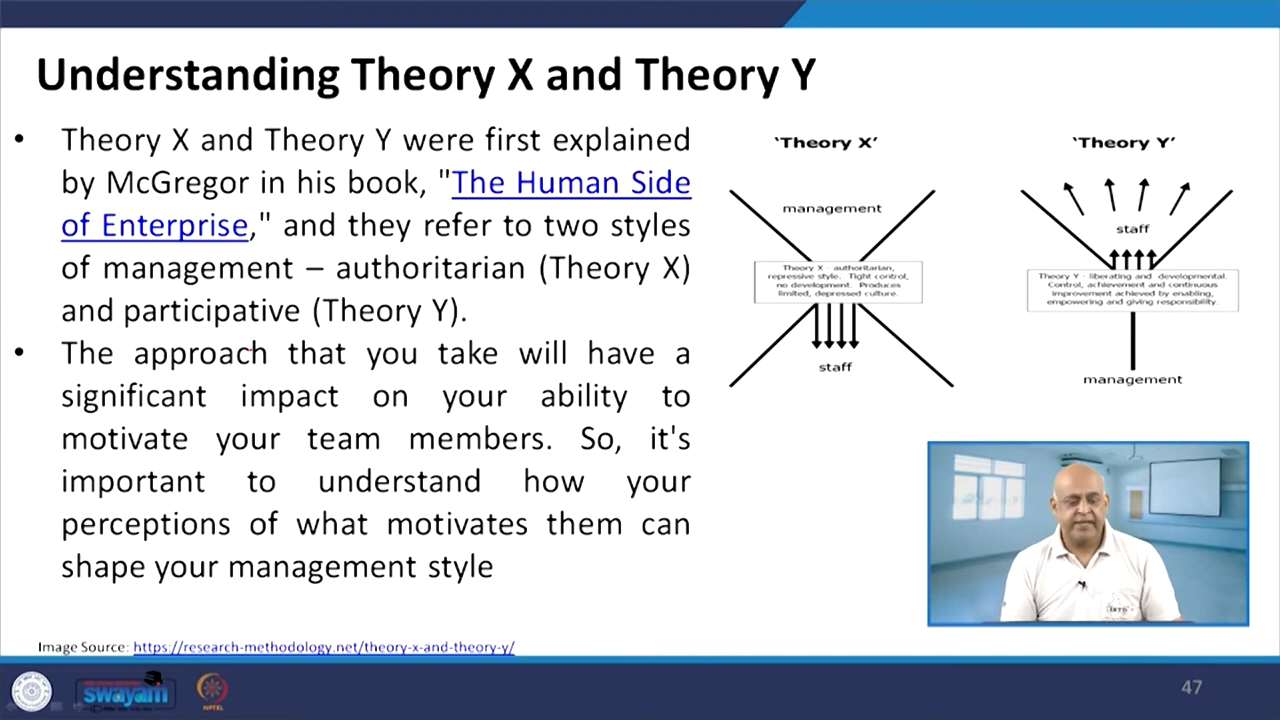 Understanding Theory X and Theory Y
• Theory X and Theory Y were first explained
by McGregor in his book, "The Human Side
of Enterprise," and they refer to two styles
of management – authoritarian (Theory X)
and participative (Theory Y).
• The approach that you take will have a
significant impact on your ability to
motivate your team members. So, it's
important to understand how your
perceptions of what motivates them can
shape your management style
'Theory X'
management
Theory X - authoritarian,
repressive style. Tight control,
no development. Produces
limited, depressed culture.
staff
'Theory Y'
staff
Theory Y - liberating and developmental.
Control, achievement and continuous
improvement achieved by enabling,
empowering and giving responsibility.
management
Image Source: https://research-methodology.net/theory-x-and-theory-y/
swayam
NPTEL
47